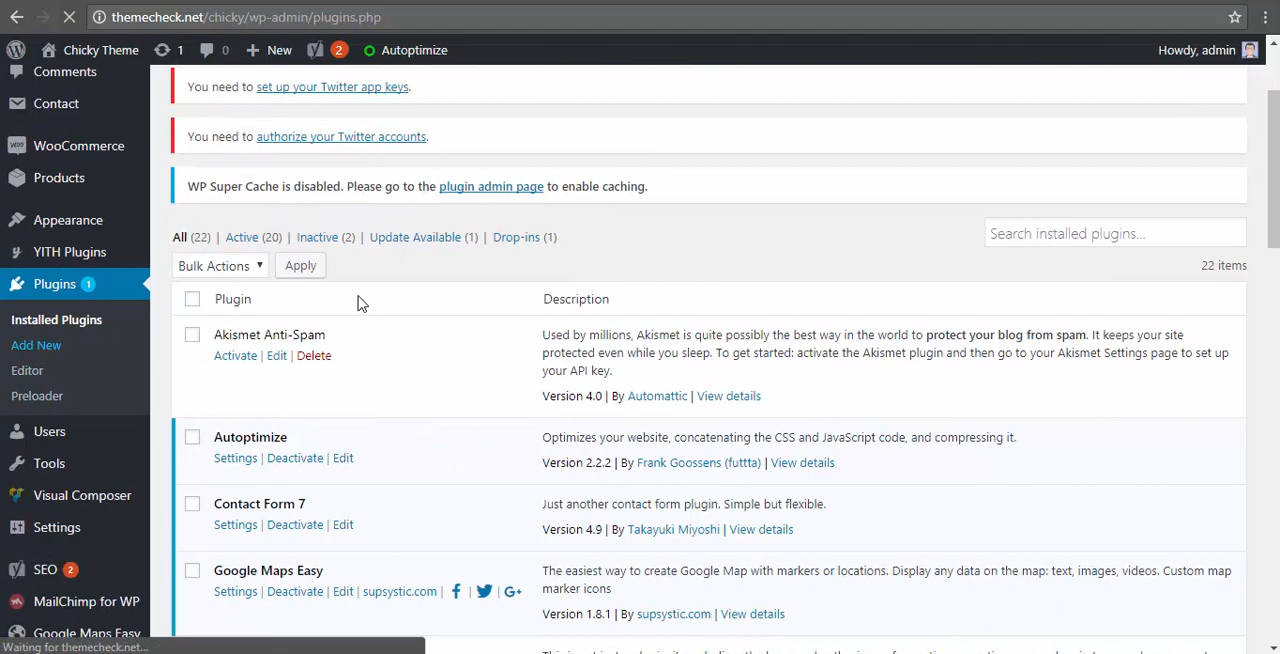 themecheck.net/chicky/wp-admin/plugins.php
Chicky Theme 1 0 New 2 Autoptimize Howdy, admin
Comments
Contact
WooCommerce
Products
Appearance
YITH Plugins
Plugins 1
Installed Plugins
Add New
Editor
Preloader
Users
Tools
Visual Composer
Settings
SEO 2
MailChimp for WP
Google Maps Easy
You need to set up your Twitter app keys.
You need to authorize your Twitter accounts.
WP Super Cache is disabled. Please go to the plugin admin page to enable caching.
All (22) | Active (20) | Inactive (2) | Update Available (1) | Drop-ins (1)
Search installed plugins...
Bulk Actions Apply
22 items
Plugin Description
Akismet Anti-Spam
Activate | Edit | Delete
Used by millions, Akismet is quite possibly the best way in the world to protect your blog from spam. It keeps your site
protected even while you sleep. To get started: activate the Akismet plugin and then go to your Akismet Settings page to set up
your API key.
Version 4.0 | By Automattic | View details
Autoptimize
Settings | Deactivate | Edit
Optimizes your website, concatenating the CSS and JavaScript code, and compressing it.
Version 2.2.2 | By Frank Goossens (futtta) | View details
Contact Form 7
Settings | Deactivate | Edit
Just another contact form plugin. Simple but flexible.
Version 4.9 | By Takayuki Miyoshi | View details
Google Maps Easy
Settings | Deactivate | Edit | supsystic.com | | | G+
The easiest way to create Google Map with markers or locations. Display any data on the map: text, images, videos. Custom map
marker icons
Version 1.8.1 | By supsystic.com | View details
Waiting for themecheck.net...